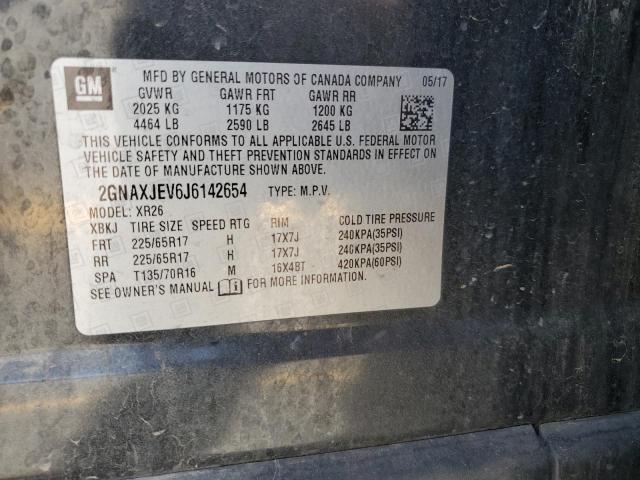 GM
MFD BY GENERAL MOTORS OF CANADA COMPANY 05/17
GVWR GAWR FRT GAWR RR
2025 KG 1175 KG 1200 KG
4464 LB 2590 LB 2645 LB
THIS VEHICLE CONFORMS TO ALL APPLICABLE U.S. FEDERAL MOTOR
VEHICLE SAFETY AND THEFT PREVENTION STANDARDS IN EFFECT ON
THE DATE OF MANUFACTURE SHOWN ABOVE.
2GNAXJEV6J6142654 TYPE: M.P.V.
MODEL: XR26
XBKJ TIRE SIZE SPEED RTG RIM COLD TIRE PRESSURE
FRT 225/65R17 H 17X7J 240KPA(35PSI)
RR 225/65R17 H 17X7J 240KPA(35PSI)
SPA T135/70R16 M 16X4BT 420KPA(60PSI)
SEE OWNER'S MANUAL FOR MORE INFORMATION